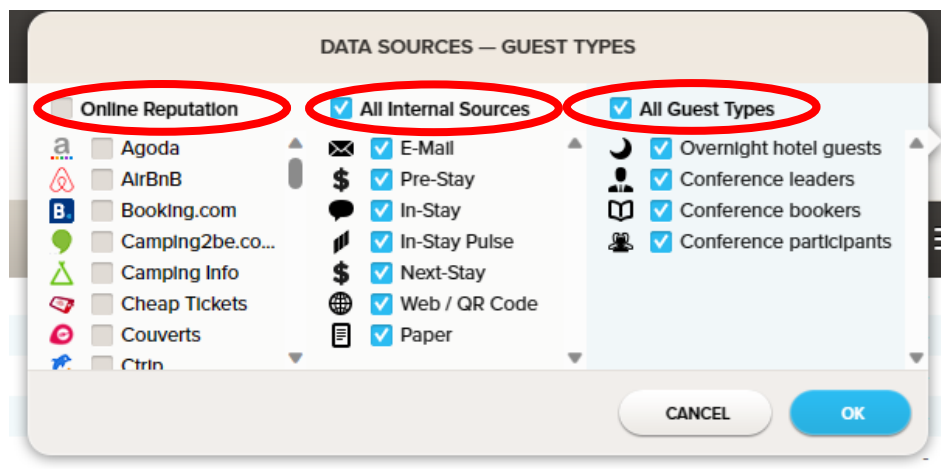 DATA SOURCES — GUEST TYPES
Online Reputation
Agoda
AirBnB
Booking.com
Camping2be.co...
Camping Info
Cheap Tickets
Couverts
Ctrip
All Internal Sources
E-Mail
Pre-Stay
In-Stay
In-Stay Pulse
Next-Stay
Web / QR Code
Paper
All Guest Types
Overnight hotel guests
Conference leaders
Conference bookers
Conference participants
CANCEL
OK